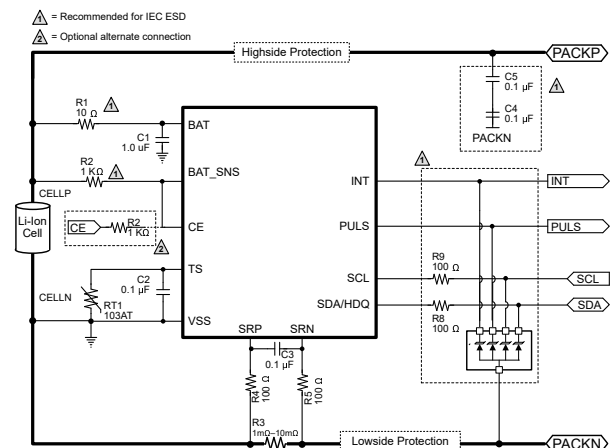 1 = Recommended for IEC ESD
2 = Optional alternate connection
Highside Protection
PACKP
C5
0.1 µF
1
C4
0.1 µF
PACKN
R1
10 Ω
1
BAT
C1
1.0 uF
R2
1 KΩ
1
BAT_SNS
CELLP
Li-Ion
Cell
CE
R2
1 KΩ
2
CE
TS
C2
0.1 µF
CELLN
RT1
103AT
VSS
SRP
SRN
C3
0.1 µF
R4
100 Ω
R5
100 Ω
R3
1mΩ–10mΩ
INT
PULS
SCL
SDA/HDQ
1
R9
100 Ω
R8
100 Ω
INT
PULS
SCL
SDA
Lowside Protection
PACKN